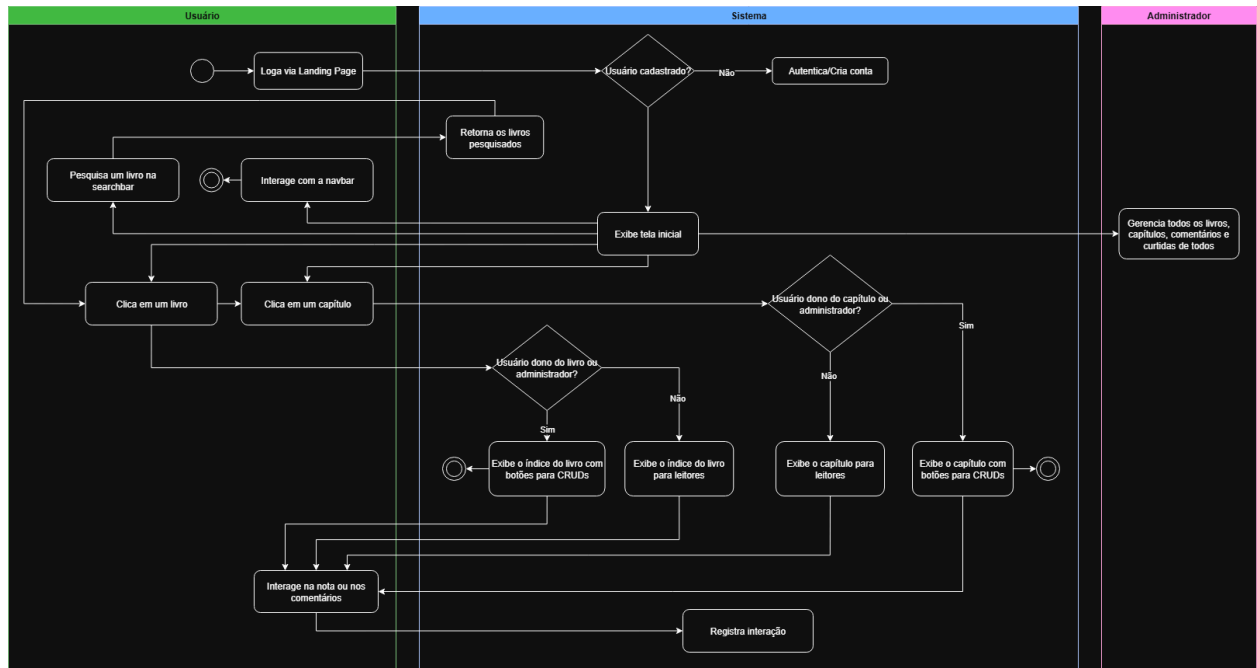 Usuário
Sistema
Administrador
Loga via Landing Page
Usuário cadastrado?
Não
Autentica/Cria conta
Retorna os livros
pesquisados
Pesquisa um livro na
searchbar
Interage com a navbar
Exibe tela inicial
Gerencia todos os livros,
capítulos, comentários e
curtidas de todos
Clica em um livro
Clica em um capítulo
Usuário dono do capítulo ou
administrador?
Sim
Usuário dono do livro ou
administrador?
Não
Não
Sim
Exibe o índice do livro com
botões para CRUDs
Exibe o índice do livro
para leitores
Exibe o capítulo para
leitores
Exibe o capítulo com
botões para CRUDs
Interage na nota ou nos
comentários
Registra interação